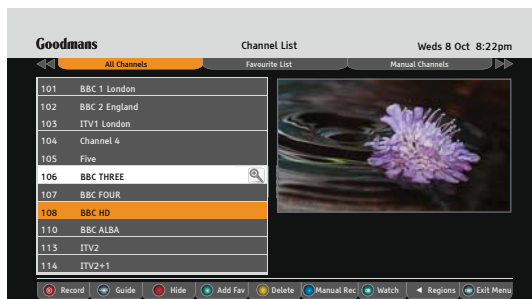 Goodmans Channel List Weds 8 Oct 8:22pm
All Channels Favourite List Manual Channels
101 BBC 1 London
102 BBC 2 England
103 ITV1 London
104 Channel 4
105 Five
106 BBC THREE
107 BBC FOUR
108 BBC HD
110 BBC ALBA
113 ITV2
114 ITV2+1
Record Guide Hide Add Fav Delete Manual Rec Watch Regions Exit Menu